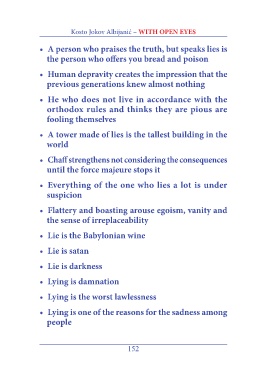 Kosto Jokov Albijanić – WITH OPEN EYES
• A person who praises the truth, but speaks lies is
the person who offers you bread and poison
• Human depravity creates the impression that the
previous generations knew almost nothing
• He who does not live in accordance with the
orthodox rules and thinks they are pious are
fooling themselves
• A tower made of lies is the tallest building in the
world
• Chaff strengthens not considering the consequences
until the force majeure stops it
• Everything of the one who lies a lot is under
suspicion
• Flattery and boasting arouse egoism, vanity and
the sense of irreplaceability
• Lie is the Babylonian wine
• Lie is satan
• Lie is darkness
• Lying is damnation
• Lying is the worst lawlessness
• Lying is one of the reasons for the sadness among
people
152